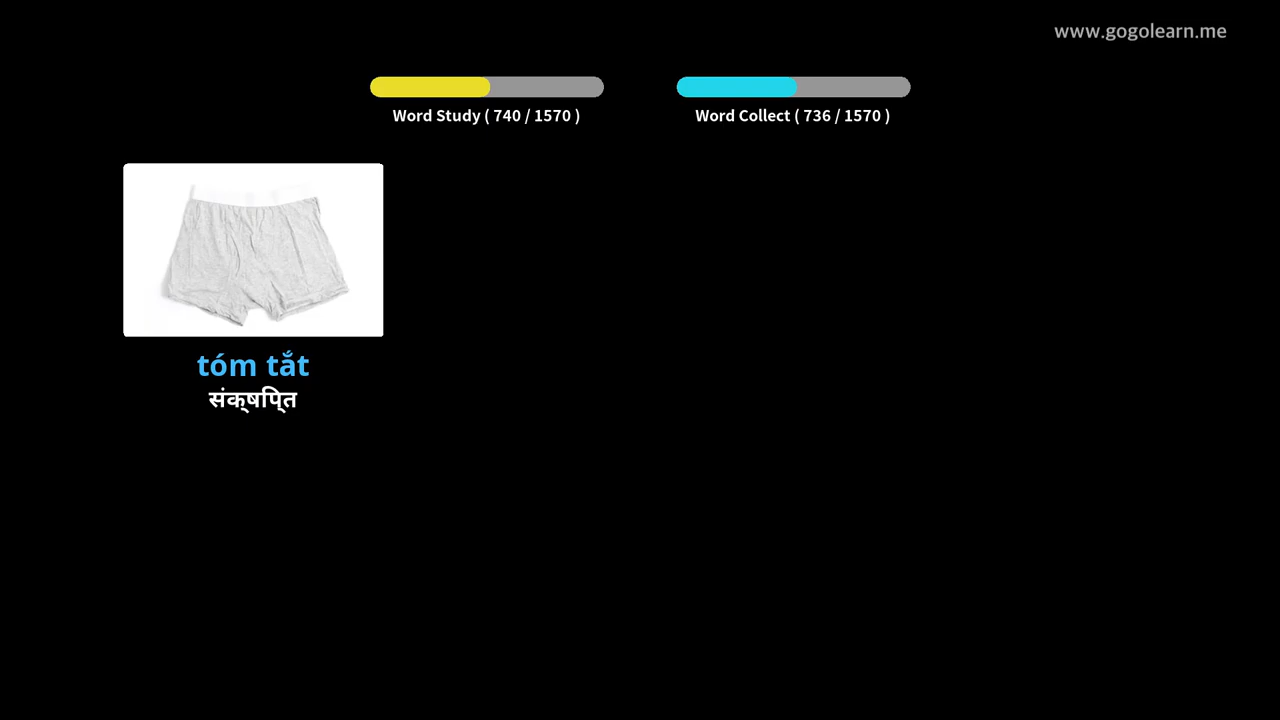 www.gogolearn.me
Word Study ( 740 / 1570 )
Word Collect ( 736 / 1570 )
tóm tắt
संक्षिप्त